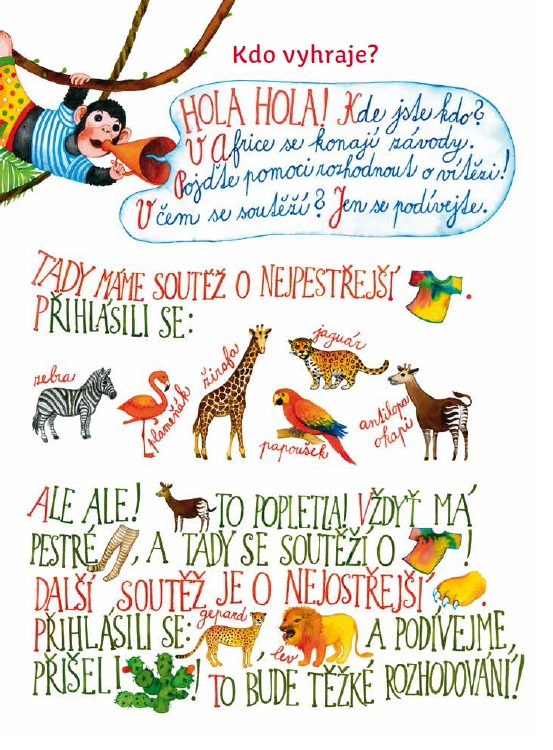 Kdo vyhraje?
HOLA HOLA! Kde jste kdo?
V Africe se konají závody.
Pojďte pomoci rozhodnout o vítězi!
V čem se soutěží? Jen se podívejte.
TADY MÁME SOUTĚŽ O NEJPESTŘEJŠÍ .
PŘIHLÁSILI SE:
zebra
plameňák
žirafa
jaguár
papoušek
antilopa
okapi
ALE ALE! TO POPLETLA! VŽDYŤ MÁ
PESTRÉ , A TADY SE SOUTĚŽÍ O !
DALŠÍ SOUTĚŽ JE O NEJOSTŘEJŠÍ .
PŘIHLÁSILI SE: gepard , lev A PODÍVEJME,
PŘIŠEL I ! TO BUDE TĚŽKÉ ROZHODOVÁNÍ!